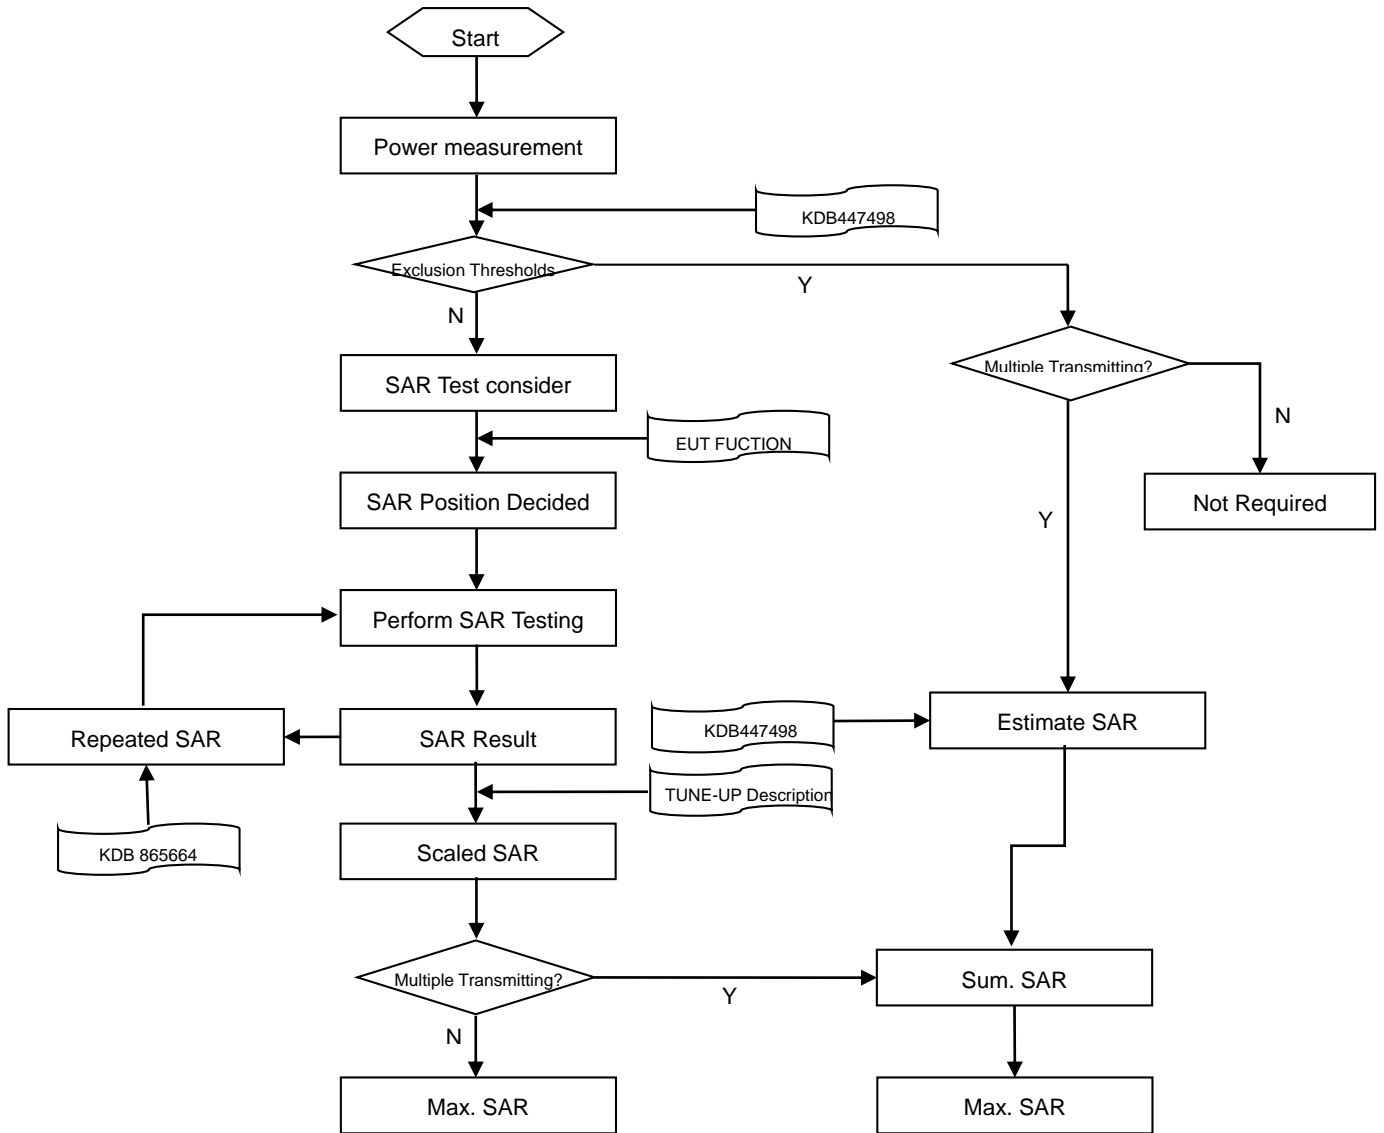 Start
Power measurement
KDB447498
Exclusion Thresholds
Y
N
Multiple Transmitting?
SAR Test consider
N
EUT FUCTION
SAR Position Decided
Not Required
Y
Perform SAR Testing
Repeated SAR
SAR Result
KDB447498
Estimate SAR
TUNE-UP Description
KDB 865664
Scaled SAR
Multiple Transmitting?
Y
Sum. SAR
N
Max. SAR
Max. SAR